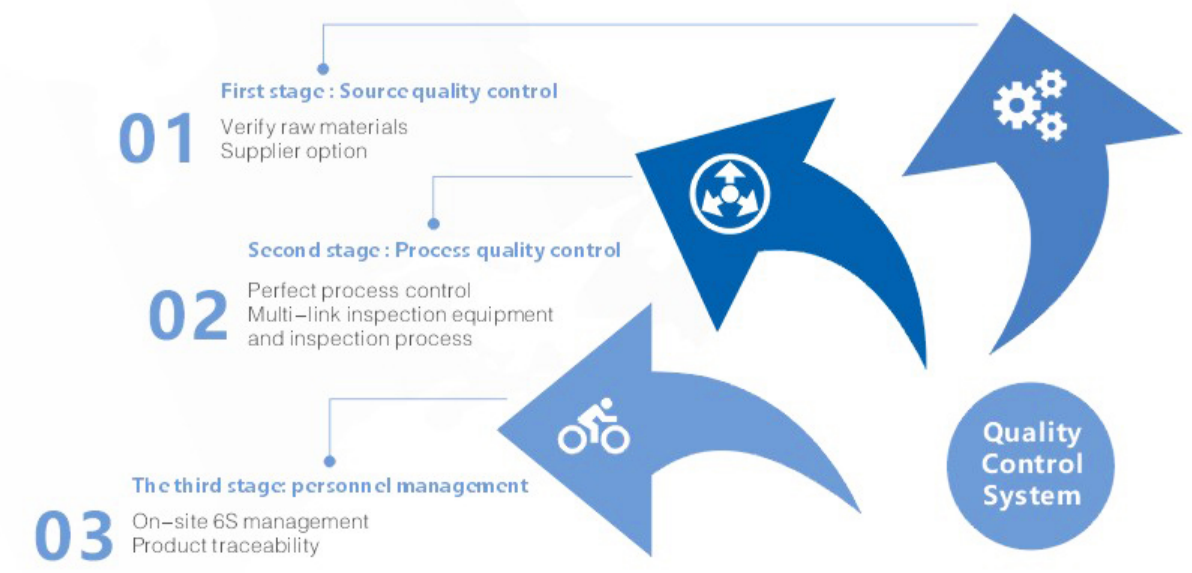 First stage : Source quality control
01
Verify raw materials
Supplier option
Second stage : Process quality control
02
Perfect process control
Multi-link inspection equipment
and inspection process
The third stage: personnel management
03
On-site 6S management
Product traceability
Quality
Control
System